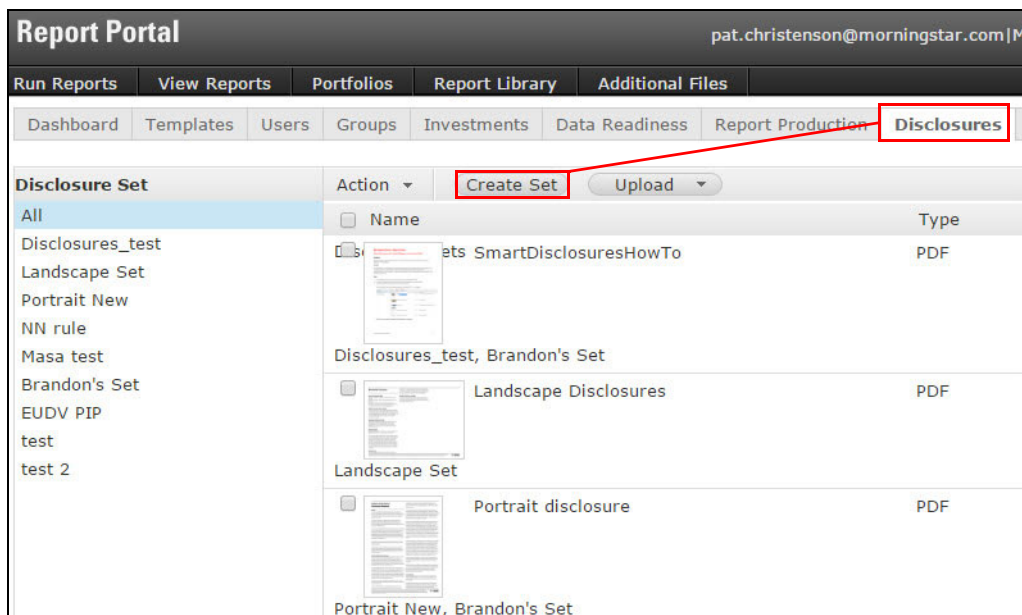 Report Portal
pat.christenson@morningstar.com|M
Run Reports View Reports Portfolios Report Library Additional Files
Dashboard Templates Users Groups Investments Data Readiness Report Production Disclosures
Disclosure Set
All
Disclosures_test
Landscape Set
Portrait New
NN rule
Masa test
Brandon's Set
EUDV PIP
test
test 2
Action Create Set Upload
Name Type
SmartDisclosuresHowTo PDF
Disclosures_test, Brandon's Set
Landscape Disclosures PDF
Landscape Set
Portrait disclosure PDF
Portrait New, Brandon's Set